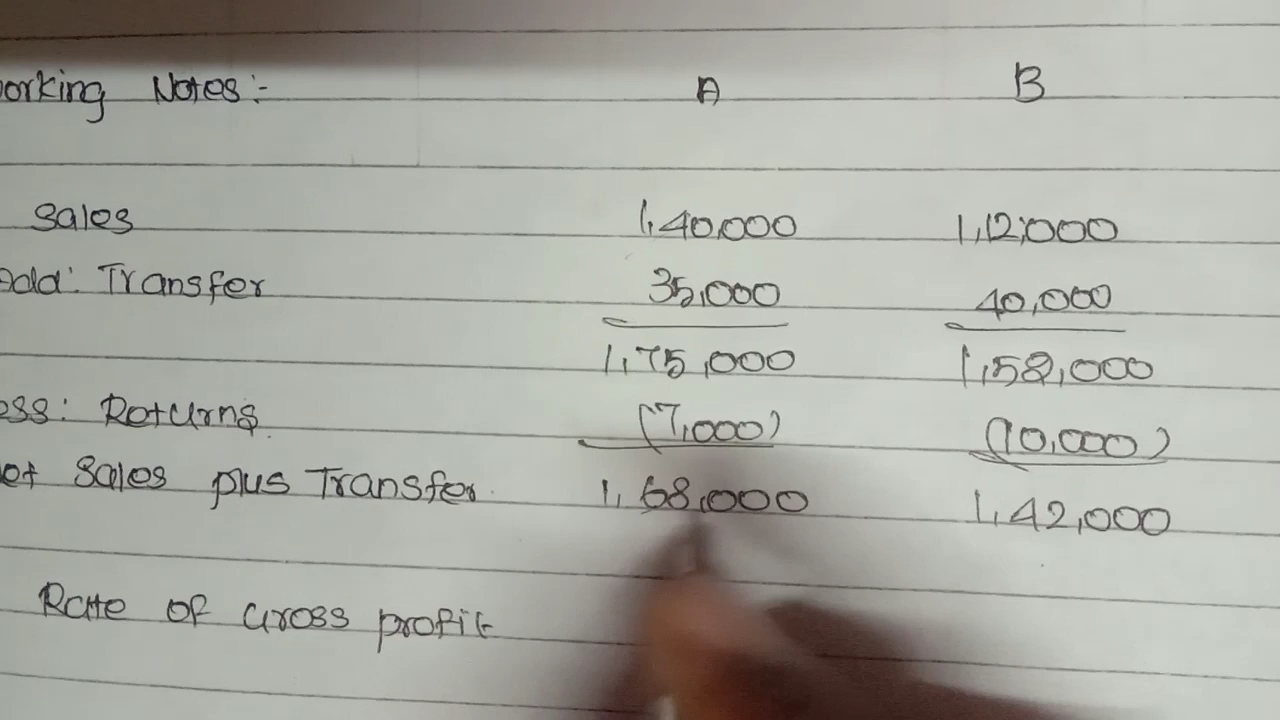 orking Notes:- A B
Sales 1,40,000 1,12,000
Add: Transfer 35,000 40,000
1,75,000 1,52,000
ess: Returns (7,000) (10,000)
et Sales plus Transfer 1,68,000 1,42,000
Rate of Gross profit